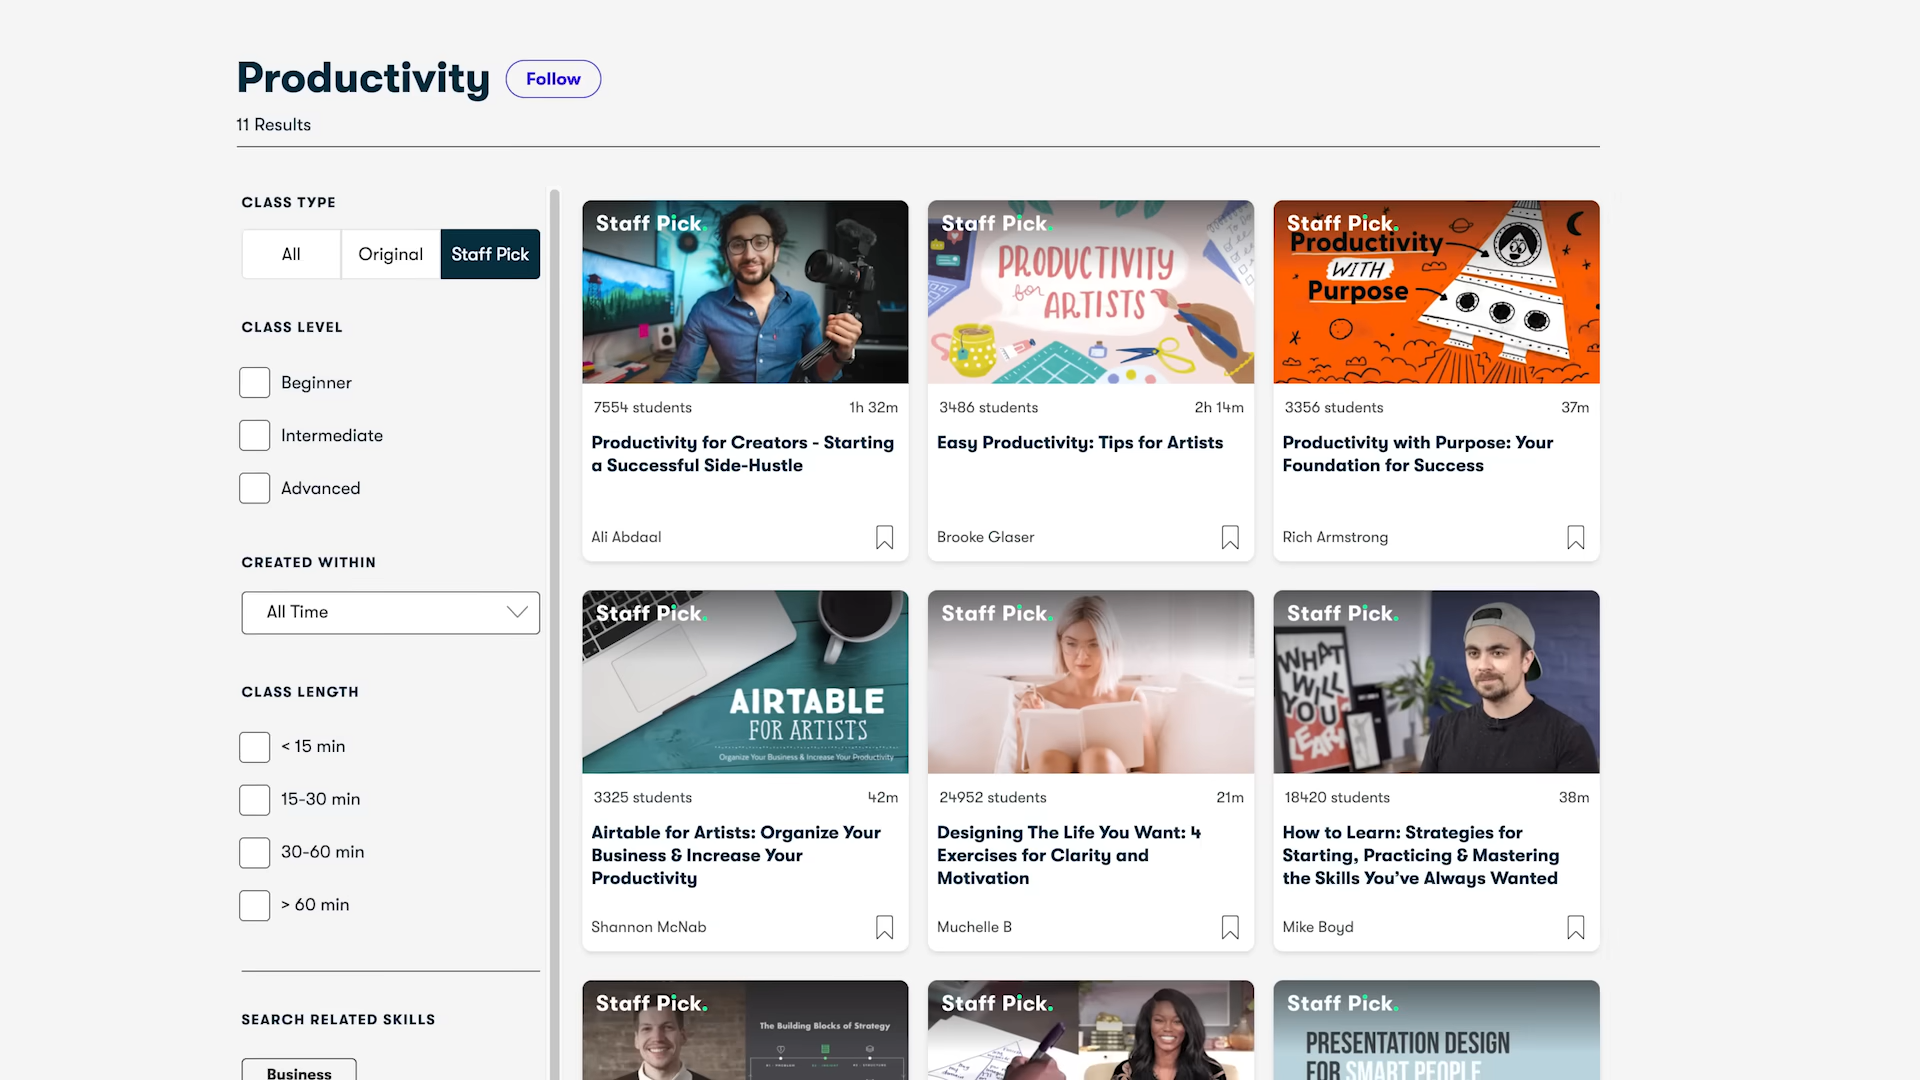 Productivity Follow
11 Results
CLASS TYPE
All Original Staff Pick
CLASS LEVEL
Beginner
Intermediate
Advanced
CREATED WITHIN
All Time
CLASS LENGTH
< 15 min
15-30 min
30-60 min
> 60 min
SEARCH RELATED SKILLS
Business
Staff Pick.
7554 students 1h 32m
Productivity for Creators - Starting
a Successful Side-Hustle
Ali Abdaal
Staff Pick.
PRODUCTIVITY
for
ARTISTS
3486 students 2h 14m
Easy Productivity: Tips for Artists
Brooke Glaser
Staff Pick.
Productivity
WITH
Purpose
3356 students 37m
Productivity with Purpose: Your
Foundation for Success
Rich Armstrong
Staff Pick.
AIRTABLE
FOR ARTISTS
Organize Your Business & Increase Your Productivity
3325 students 42m
Airtable for Artists: Organize Your
Business & Increase Your
Productivity
Shannon McNab
Staff Pick.
24952 students 21m
Designing The Life You Want: 4
Exercises for Clarity and
Motivation
Muchelle B
Staff Pick.
WHAT
WILL
YOU
LEARN
18420 students 38m
How to Learn: Strategies for
Starting, Practicing & Mastering
the Skills You've Always Wanted
Mike Boyd
Staff Pick.
The Building Blocks of Strategy
Staff Pick.
Staff Pick.
PRESENTATION DESIGN
FOR SMART PEOPLE